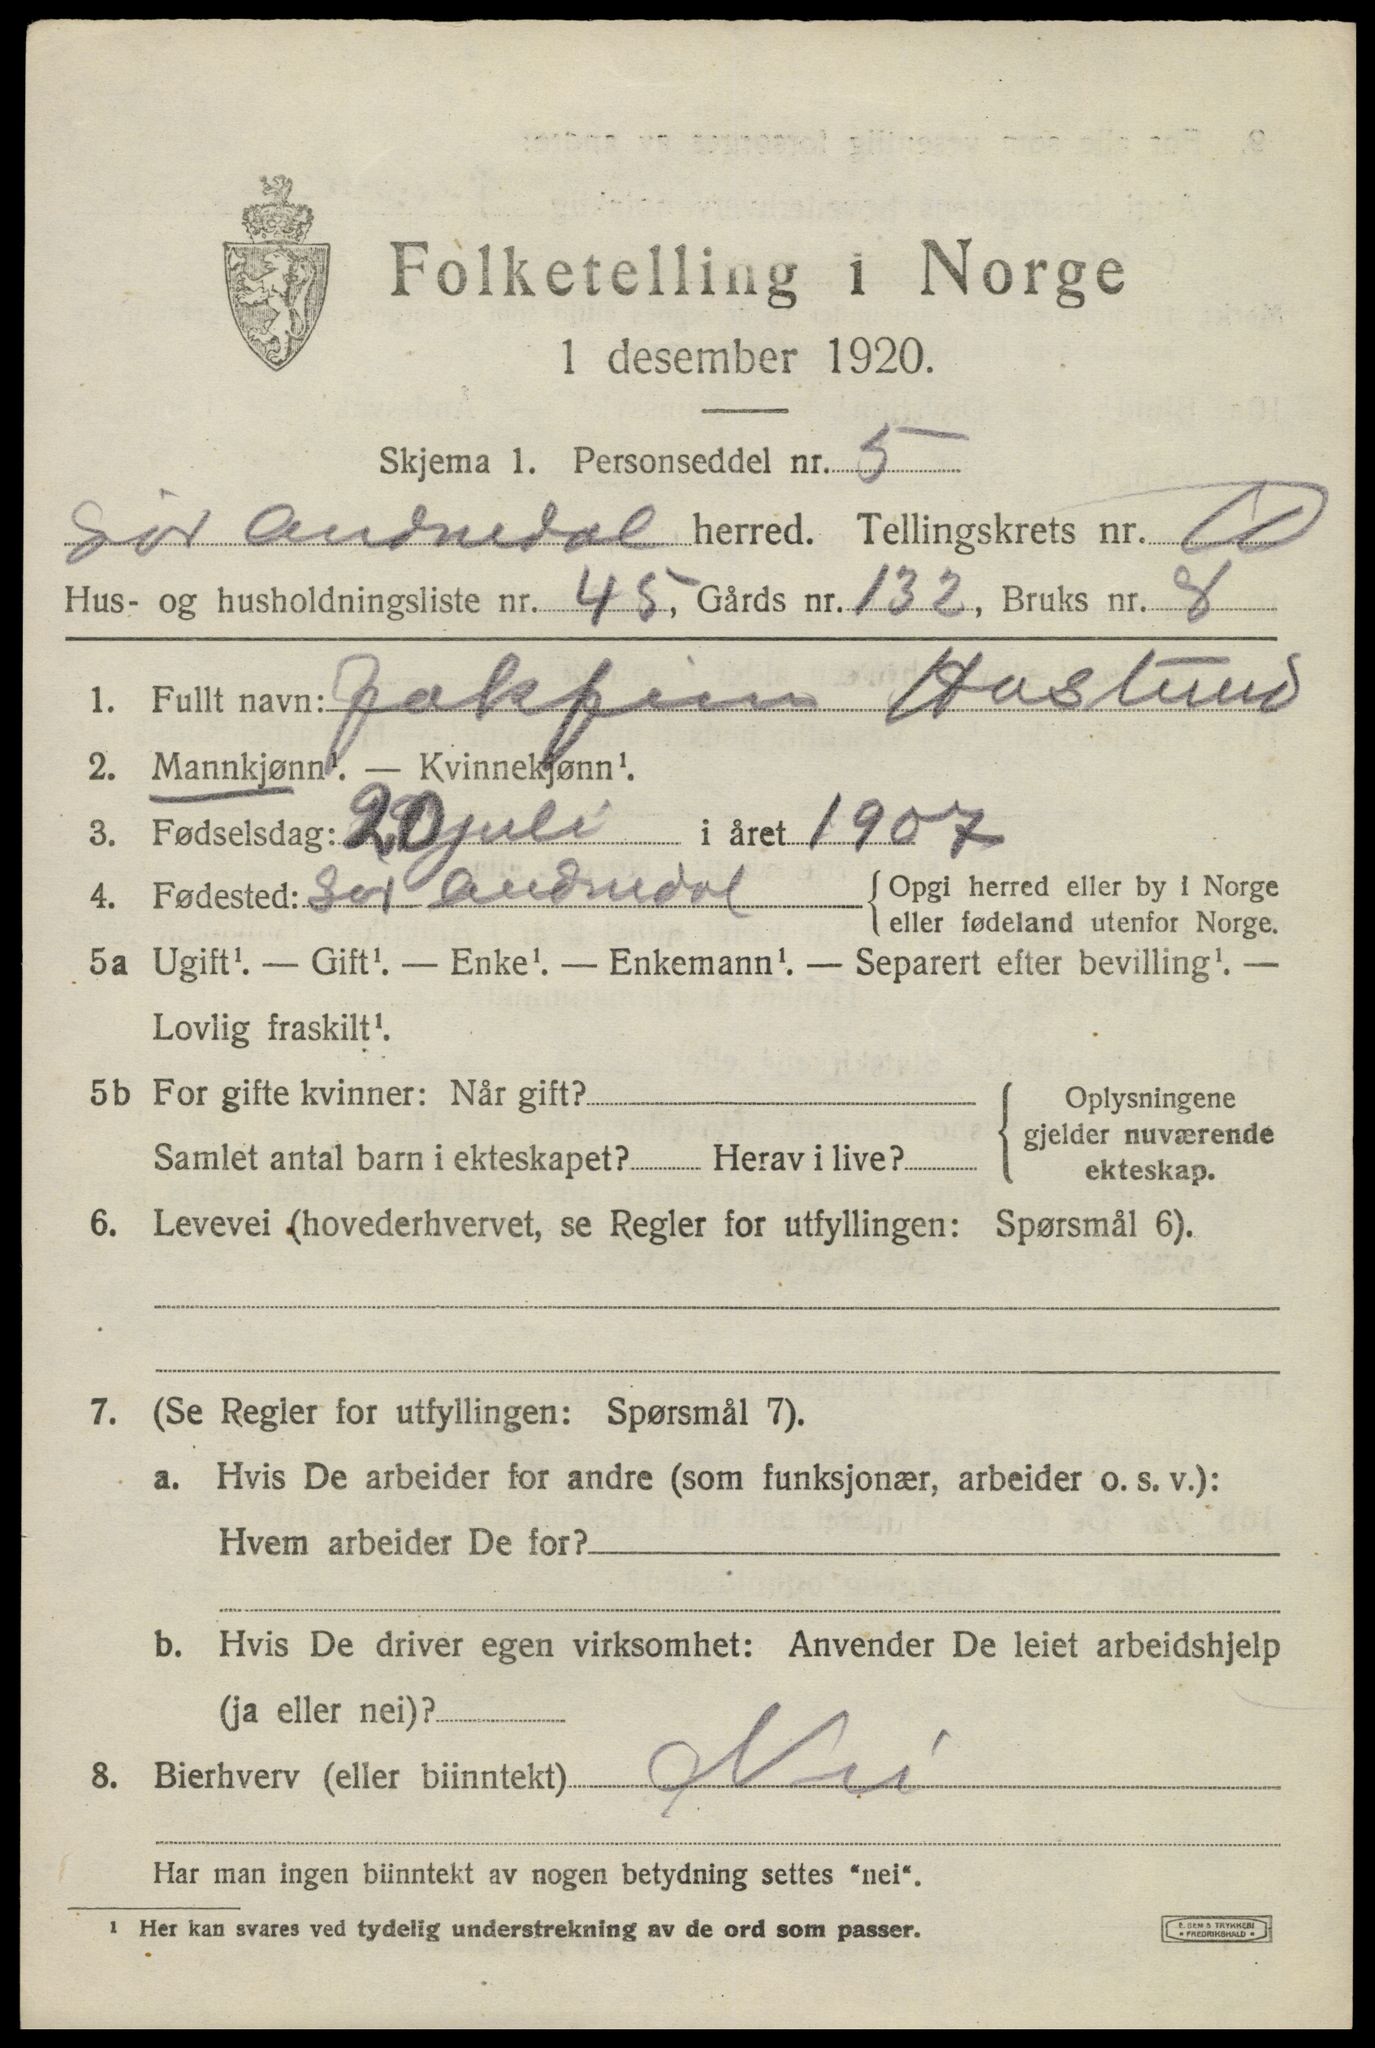 Folketelling i Norge
1 desember 1920.
Skjema 1. Personseddel nr. 5
Sør Audnedal herred. Tellingskrets nr.
Hus- og husholdningsliste nr. 45, Gårds nr. 132, Bruks nr. 8
1. Fullt navn: Hastund
2. Mannkjønn¹. — Kvinnekjønn¹.
3. Fødselsdag: 20 juli i året 1907
4. Fødested: Sør Audnedal { Opgi herred eller by i Norge
eller fødeland utenfor Norge.
5a Ugift¹. — Gift¹. — Enke¹. — Enkemann¹. — Separert efter bevilling¹. —
Lovlig fraskilt¹.
5b For gifte kvinner: Når gift?
Samlet antal barn i ekteskapet? Herav i live?
Oplysningene
gjelder nuværende
ekteskap.
6. Levevei (hovederhvervet, se Regler for utfyllingen: Spørsmål 6).
7. (Se Regler for utfyllingen: Spørsmål 7).
a. Hvis De arbeider for andre (som funksjonær, arbeider o. s. v.):
Hvem arbeider De for?
b. Hvis De driver egen virksomhet: Anvender De leiet arbeidshjelp
(ja eller nei)?
8. Bierhverv (eller biinntekt) Nei
Har man ingen biinntekt av nogen betydning settes "nei".
¹ Her kan svares ved tydelig understrekning av de ord som passer.
E. SEM S TRYKKERI
FREDRIKSHALD